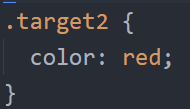 .target2 {
  color: red;
}